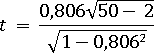 t = 0,806√50 − 2 / √1−0,806²